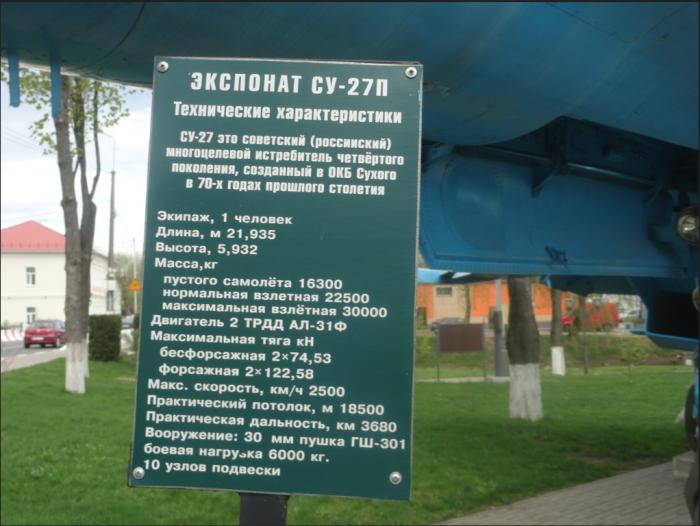 ЭКСПОНАТ СУ-27П
Технические характеристики
СУ-27 это советский (россииский)
многоцелевой истребитель четвёртого
поколения, созданный в ОКБ Сухого
в 70-х годах прошлого столетия
Экипаж, 1 человек
Длина, м 21,935
Высота, 5,932
Масса,кг
пустого самолёта 16300
нормальная взлетная 22500
максимальная взлётная 30000
Двигатель 2 ТРДД АЛ-31Ф
Максимальная тяга кН
бесфорсажная 2×74,53
форсажная 2×122,58
Макс. скорость, км/ч 2500
Практический потолок, м 18500
Практическая дальность, км 3680
Вооружение: 30 мм пушка ГШ-301
боевая нагрузка 6000 кг.
10 узлов подвески